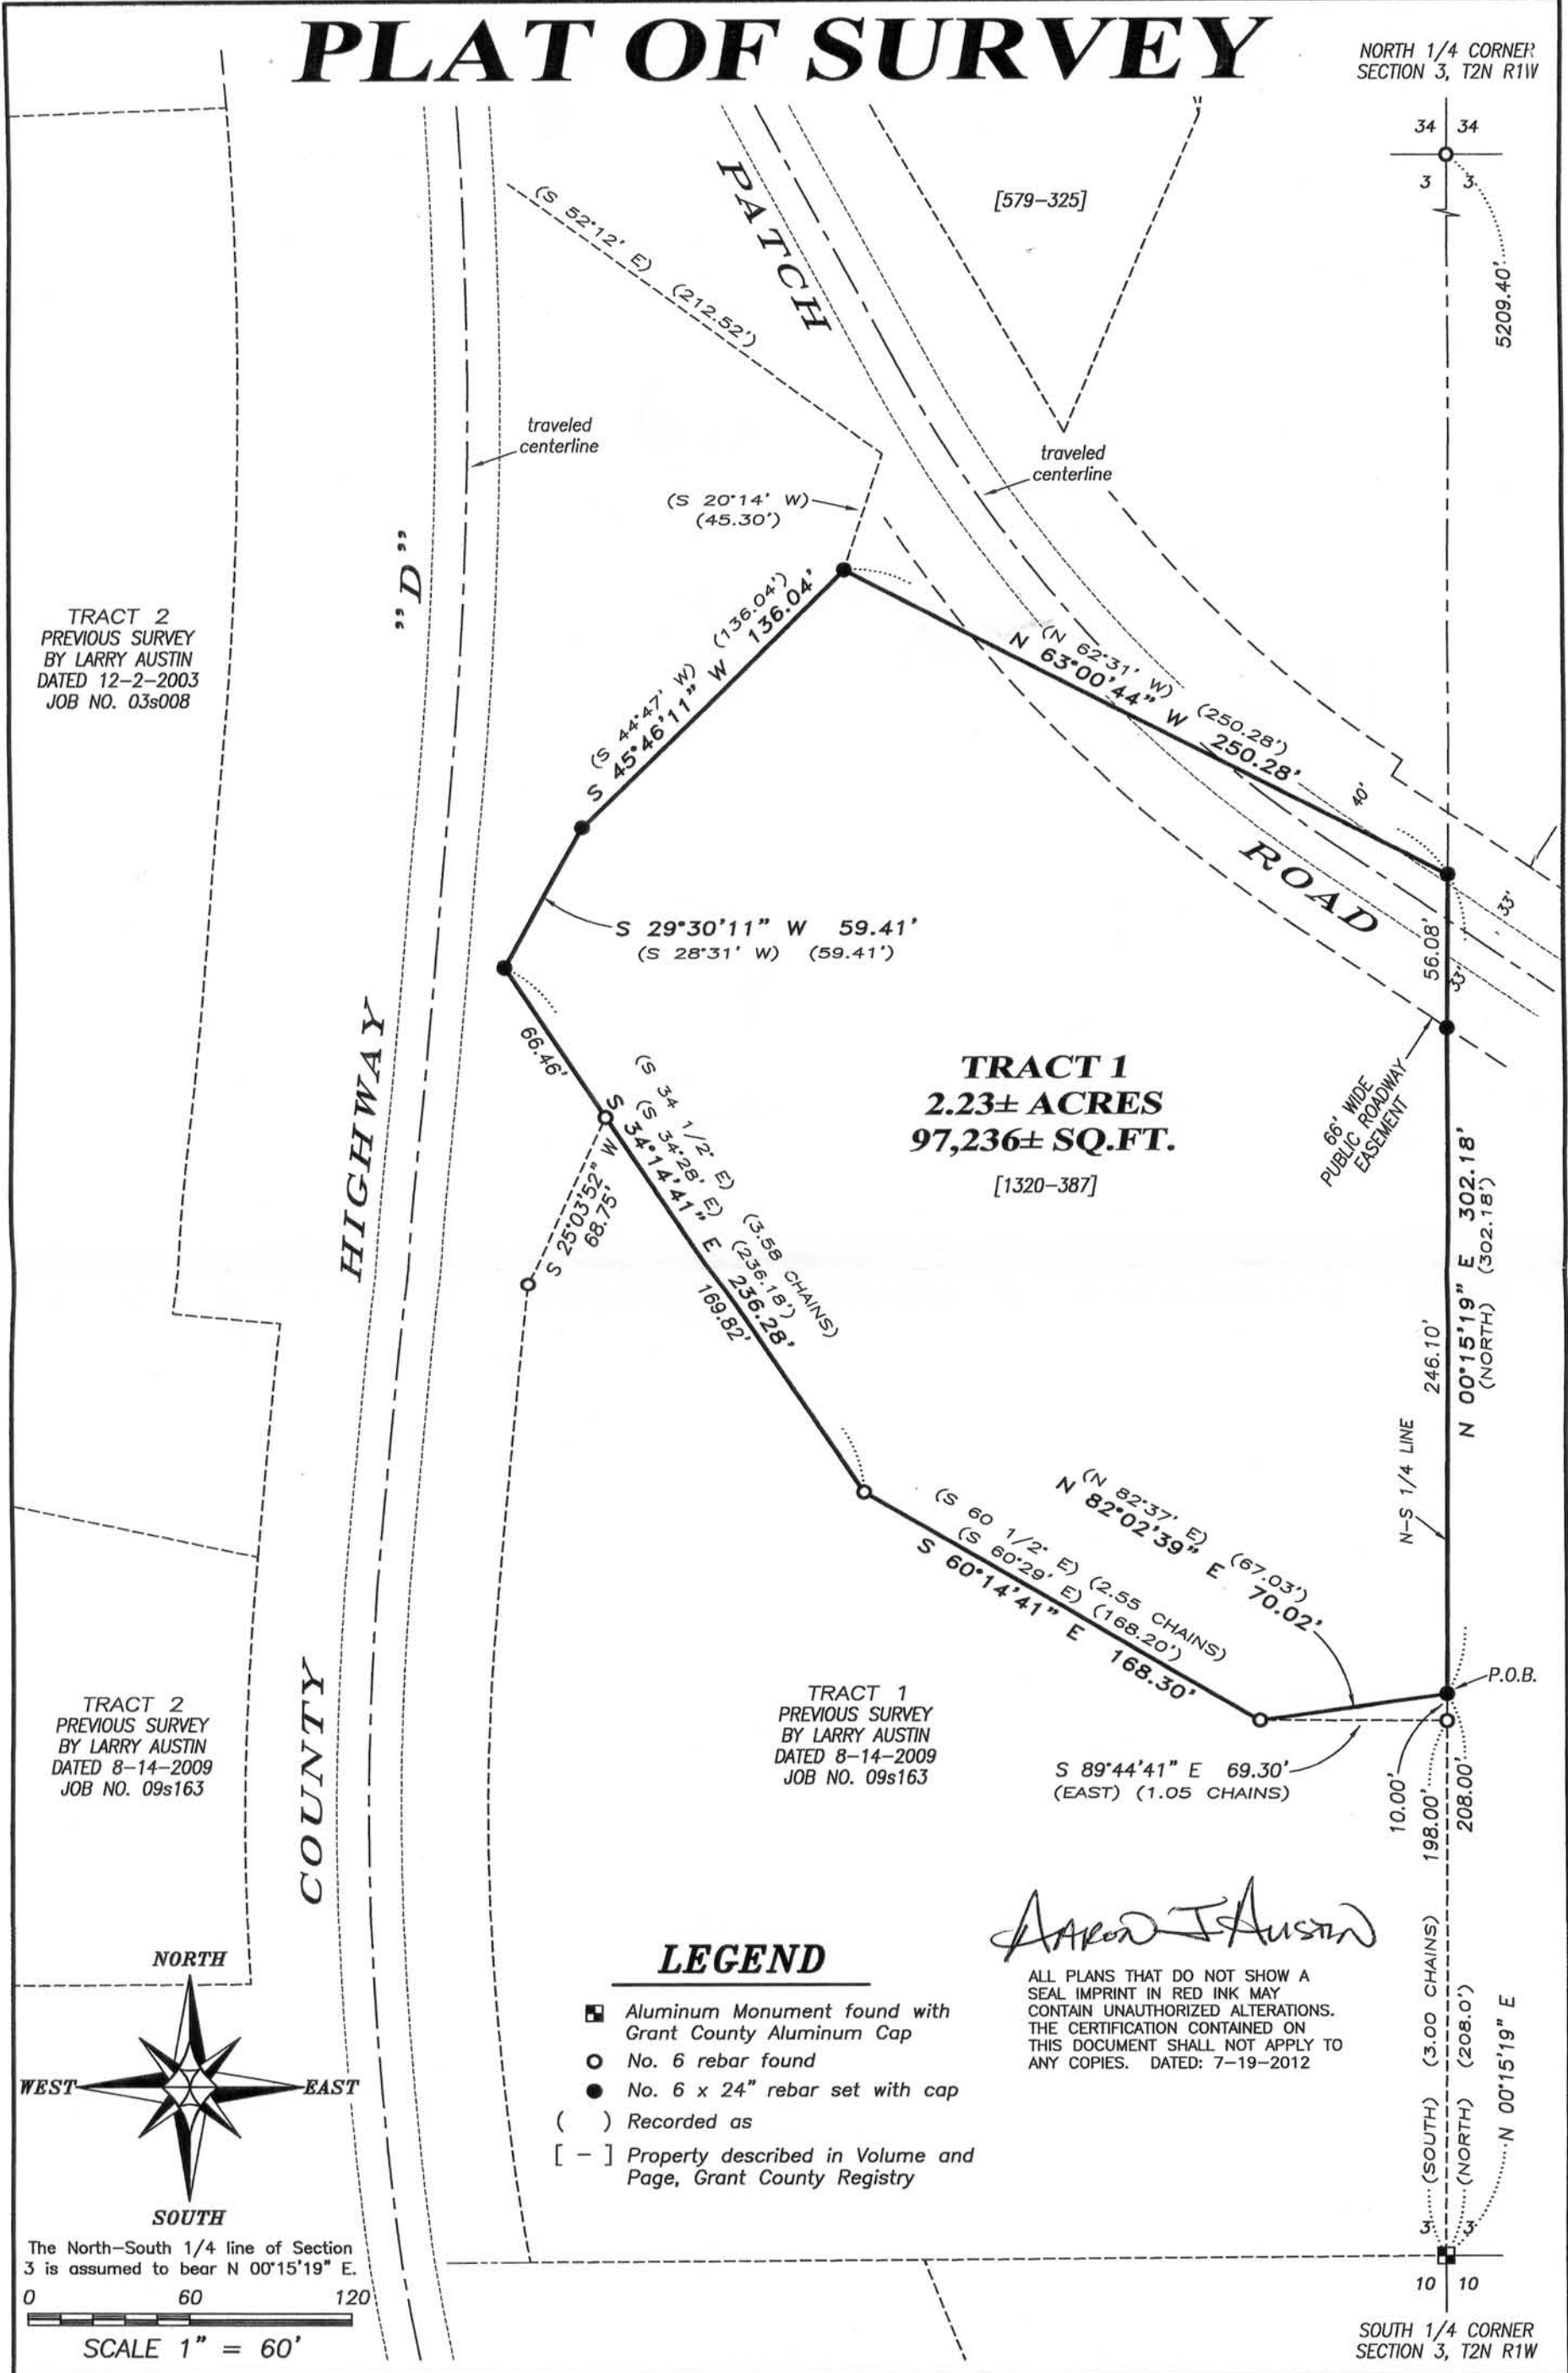 PLAT OF SURVEY
NORTH 1/4 CORNER
SECTION 3, T2N R1W
34 34
3 3
5209.40'
PATCH
[579-325]
(S 52°12' E) (212.52')
traveled
centerline
traveled
centerline
(S 20°14' W)
(45.30')
"D"
TRACT 2
PREVIOUS SURVEY
BY LARRY AUSTIN
DATED 12-2-2003
JOB NO. 03s008
(S 44°47' W) (136.04')
S 45°46'11" W 136.04'
(N 62°31' W) (250.28')
N 63°00'44" W 250.28'
40'
ROAD
33'
33'
56.08'
S 29°30'11" W 59.41'
(S 28°31' W) (59.41')
HIGHWAY
66.46'
(S 34 1/2° E) (3.58 CHAINS)
(S 34°28' E) (236.18')
S 34°14'41" E 236.28'
169.82'
S 25°03'52" W
68.75'
TRACT 1
2.23± ACRES
97,236± SQ.FT.
[1320-387]
66' WIDE
PUBLIC ROADWAY
EASEMENT
N 00°15'19" E 302.18'
(NORTH) (302.18')
246.10'
N-S 1/4 LINE
(N 82°37' E) (67.03')
N 82°02'39" E 70.02'
(S 60 1/2° E) (2.55 CHAINS)
(S 60°29' E) (168.20')
S 60°14'41" E 168.30'
P.O.B.
COUNTY
TRACT 2
PREVIOUS SURVEY
BY LARRY AUSTIN
DATED 8-14-2009
JOB NO. 09s163
TRACT 1
PREVIOUS SURVEY
BY LARRY AUSTIN
DATED 8-14-2009
JOB NO. 09s163
S 89°44'41" E 69.30'
(EAST) (1.05 CHAINS)
10.00'
198.00'
208.00'
(SOUTH) (3.00 CHAINS)
(NORTH) (208.0')
N 00°15'19" E
AARON J AUSTIN
ALL PLANS THAT DO NOT SHOW A
SEAL IMPRINT IN RED INK MAY
CONTAIN UNAUTHORIZED ALTERATIONS.
THE CERTIFICATION CONTAINED ON
THIS DOCUMENT SHALL NOT APPLY TO
ANY COPIES. DATED: 7-19-2012
LEGEND
Aluminum Monument found with
Grant County Aluminum Cap
No. 6 rebar found
No. 6 x 24" rebar set with cap
( ) Recorded as
[ - ] Property described in Volume and
Page, Grant County Registry
NORTH
WEST EAST
SOUTH
The North-South 1/4 line of Section
3 is assumed to bear N 00°15'19" E.
0 60 120
SCALE 1" = 60'
3 3
10 10
SOUTH 1/4 CORNER
SECTION 3, T2N R1W